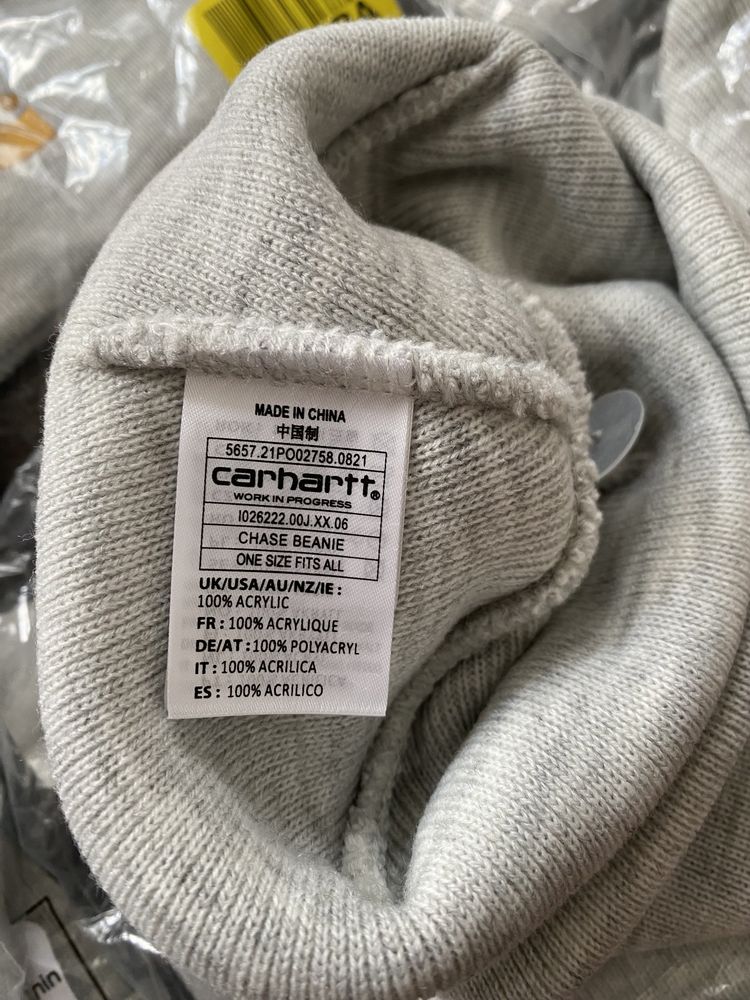 MADE IN CHINA
中国制
5657.21PO02758.0821
carhartt®
WORK IN PROGRESS
I026222.00J.XX.06
CHASE BEANIE
ONE SIZE FITS ALL
UK/USA/AU/NZ/IE :
100% ACRYLIC
FR : 100% ACRYLIQUE
DE/AT : 100% POLYACRYL
IT : 100% ACRILICA
ES : 100% ACRILICO